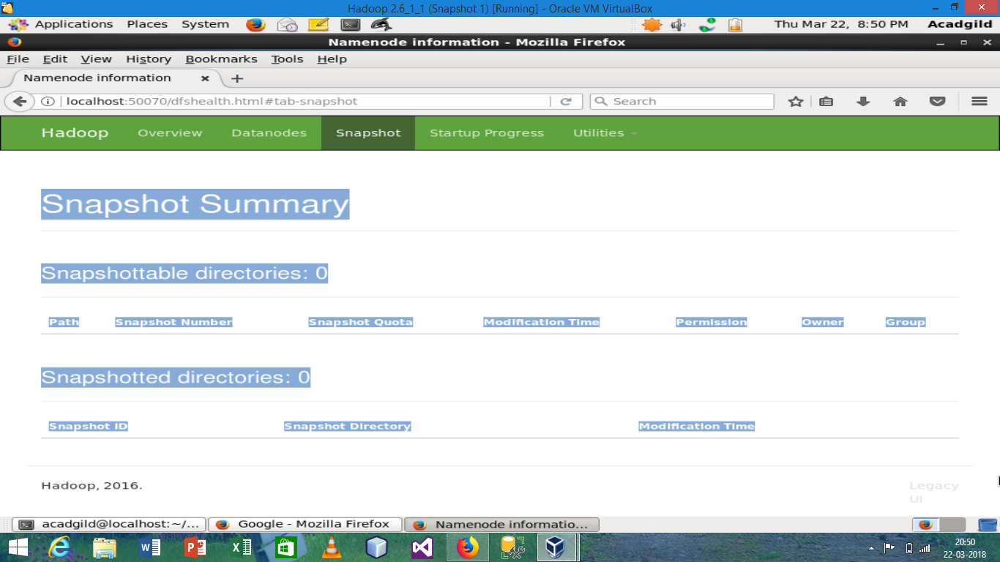 Hadoop 2.6_1_1 (Snapshot 1) [Running] - Oracle VM VirtualBox
Applications Places System Thu Mar 22, 8:50 PM Acadgild
Namenode information - Mozilla Firefox
File Edit View History Bookmarks Tools Help
Namenode information
localhost:50070/dfshealth.html#tab-snapshot Search
Hadoop Overview Datanodes Snapshot Startup Progress Utilities
Snapshot Summary
Snapshottable directories: 0
Path Snapshot Number Snapshot Quota Modification Time Permission Owner Group
Snapshotted directories: 0
Snapshot ID Snapshot Directory Modification Time
Hadoop, 2016. Legacy
UI
acadgild@localhost:~/... Google - Mozilla Firefox Namenode informatio...
20:50
22-03-2018